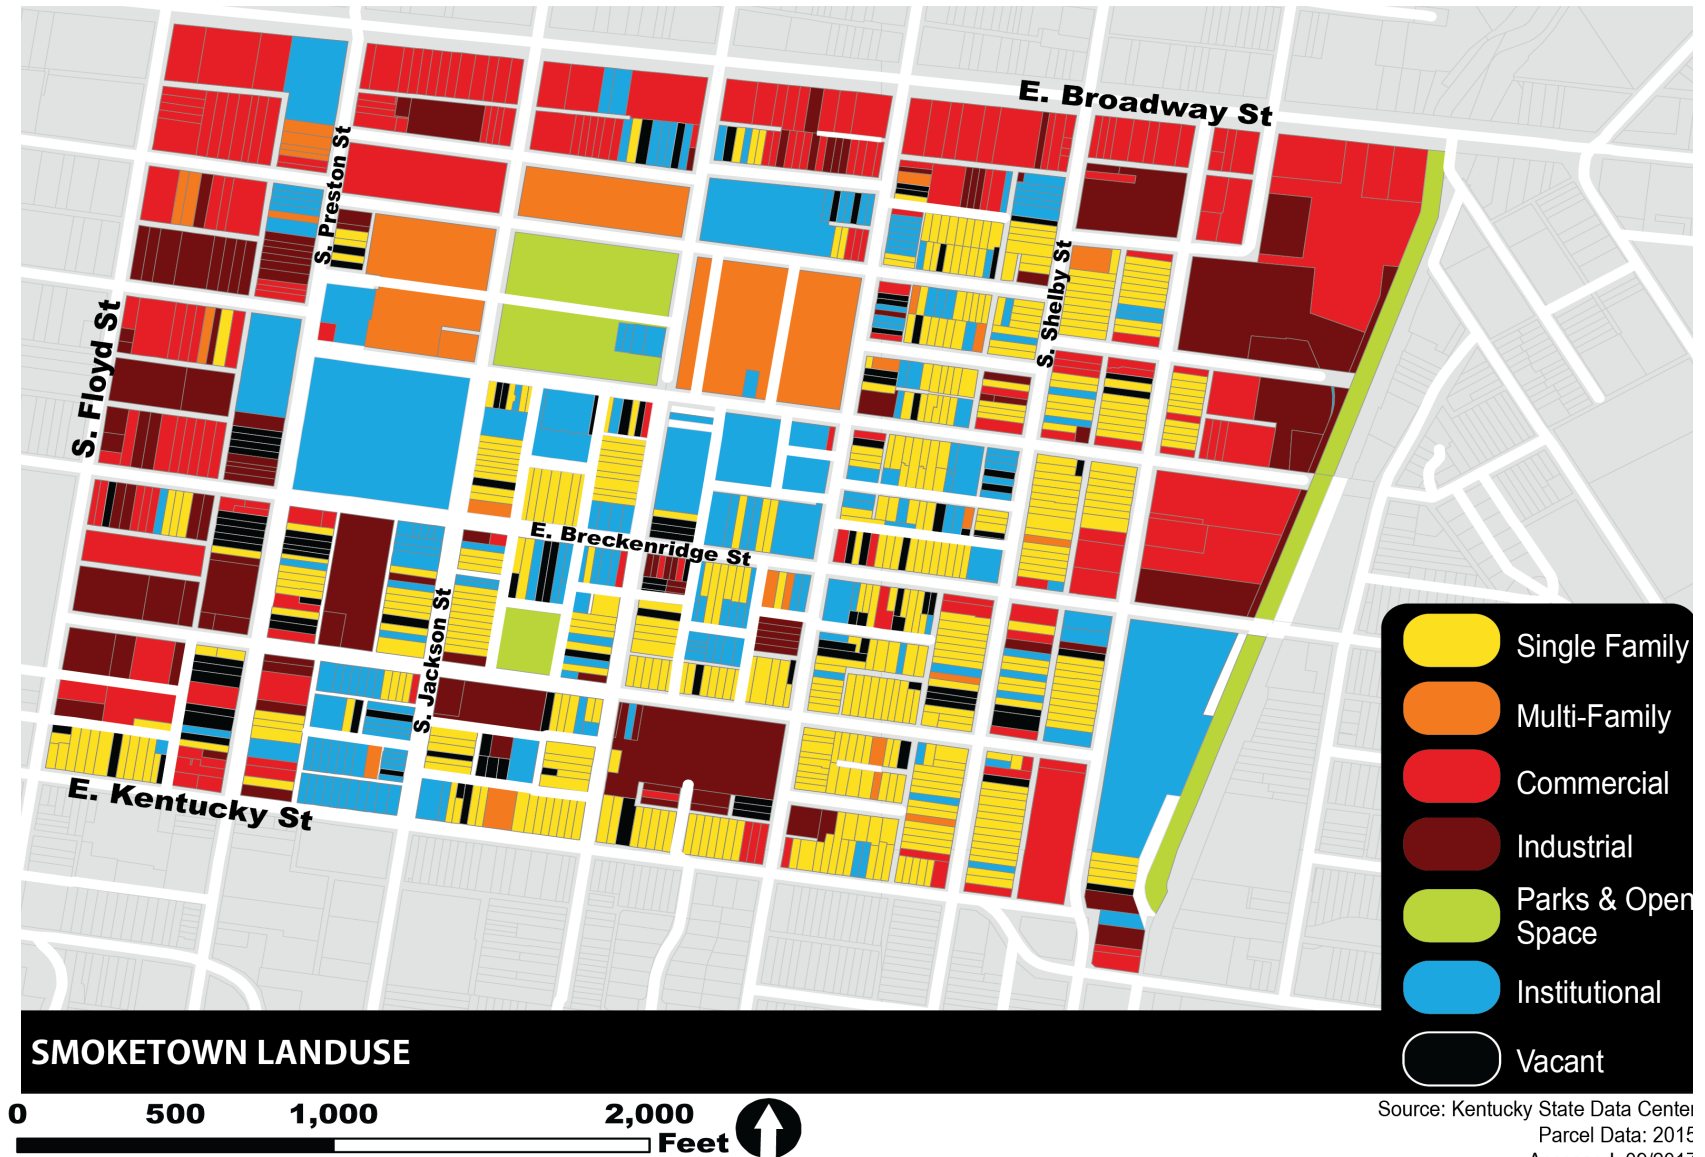 E. Broadway St
S. Preston St
S. Shelby St
S. Floyd St
E. Breckenridge St
S. Jackson St
E. Kentucky St
Single Family
Multi-Family
Commercial
Industrial
Parks & Open
Space
Institutional
Vacant
SMOKETOWN LANDUSE
0 500 1,000 2,000
Feet
Source: Kentucky State Data Center
Parcel Data: 2015